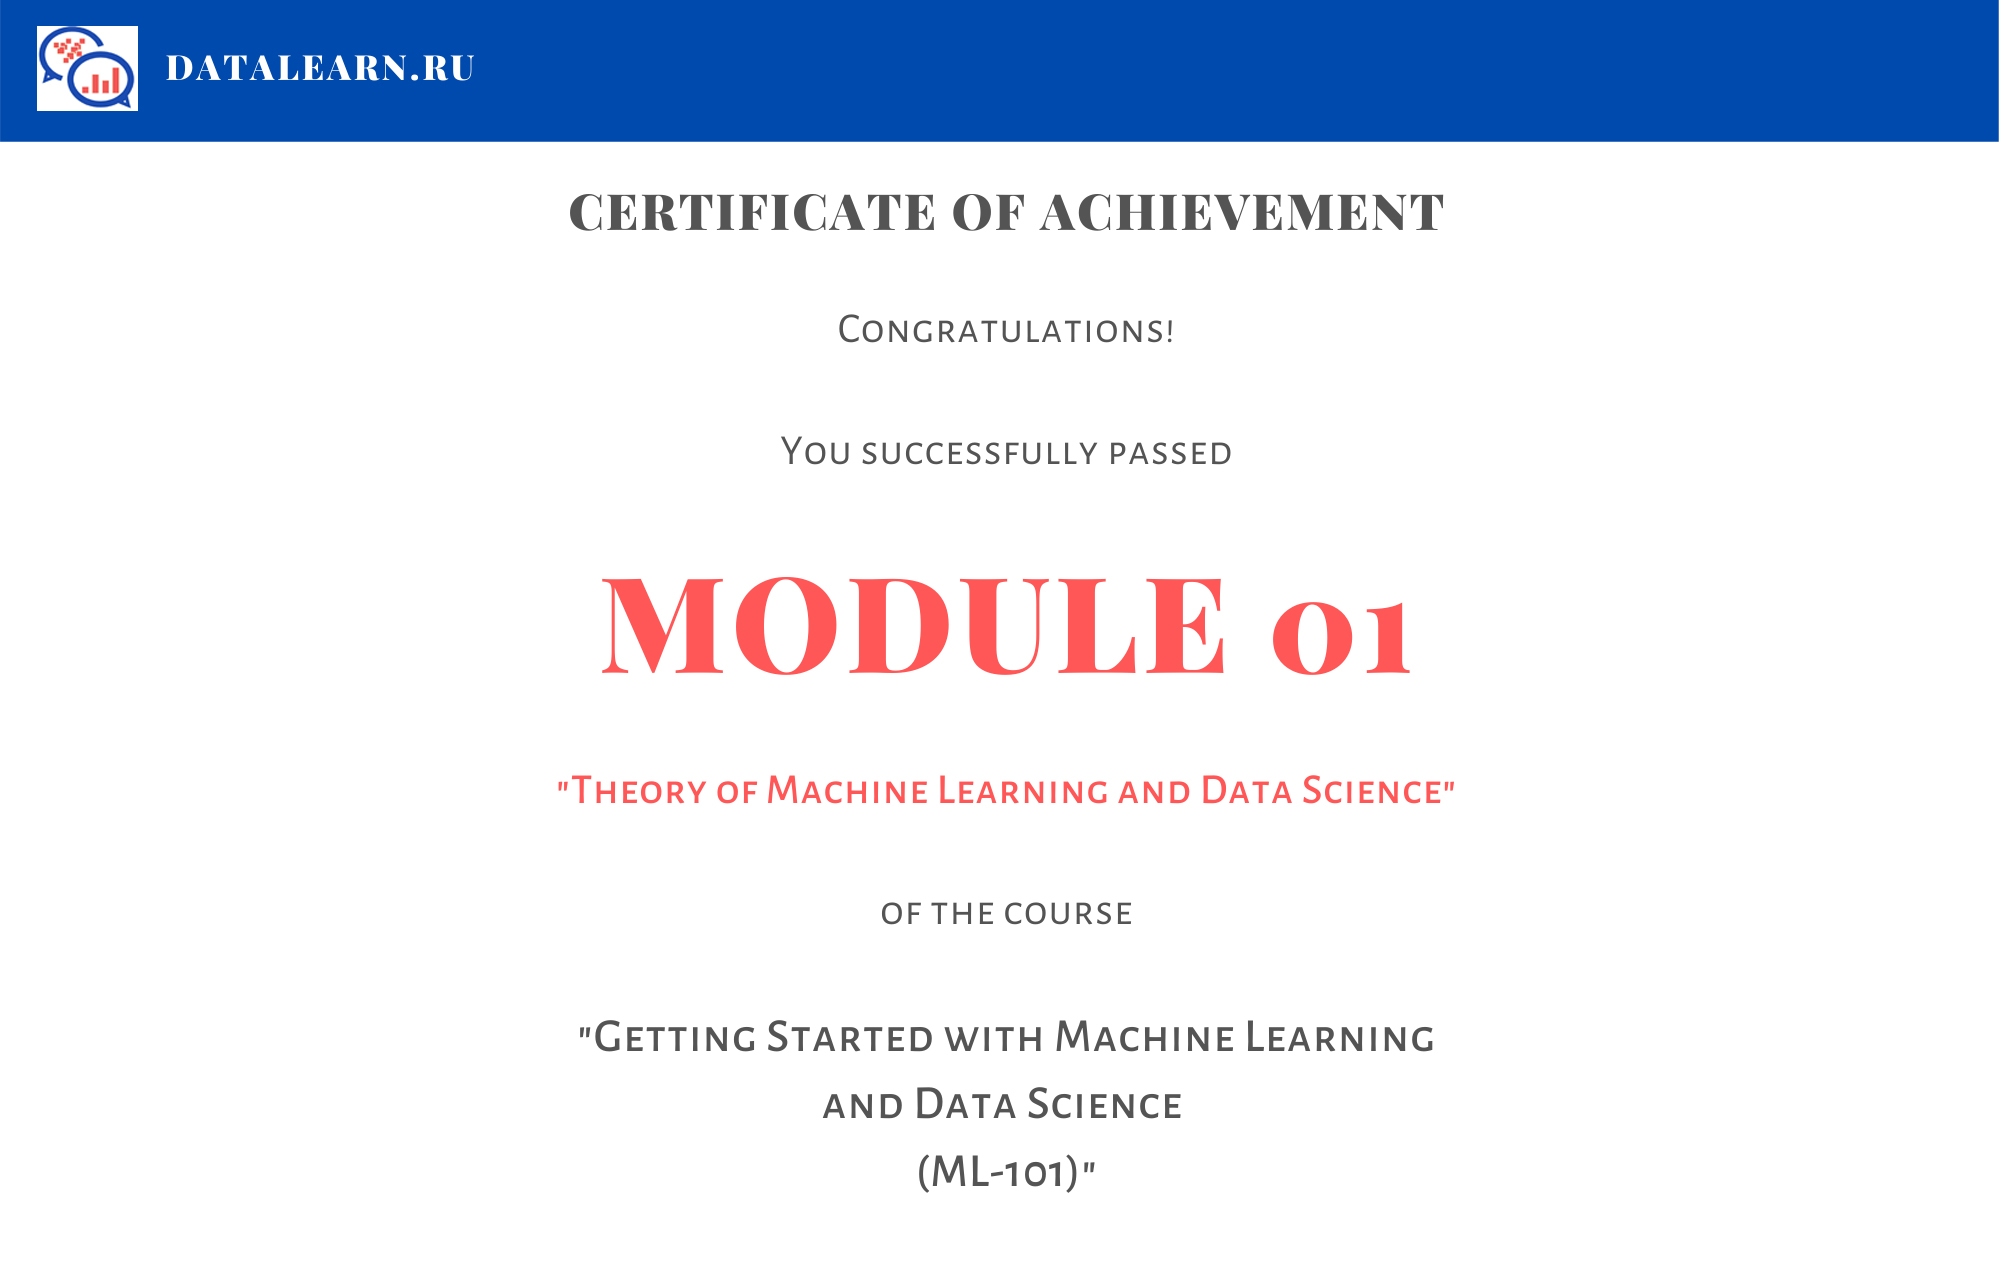 DATALEARN.RU
CERTIFICATE OF ACHIEVEMENT
Congratulations!
You successfully passed
MODULE 01
"Theory of Machine Learning and Data Science"
of the course
"Getting Started with Machine Learning
and Data Science
(ML-101)"